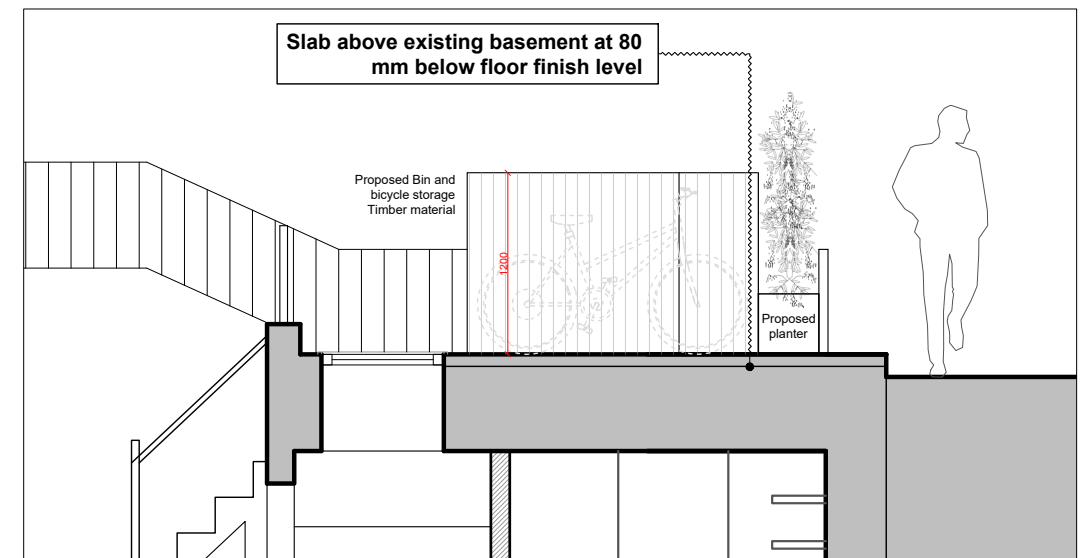 Slab above existing basement at 80
mm below floor finish level
Proposed Bin and
bicycle storage
Timber material
1200
Proposed
planter